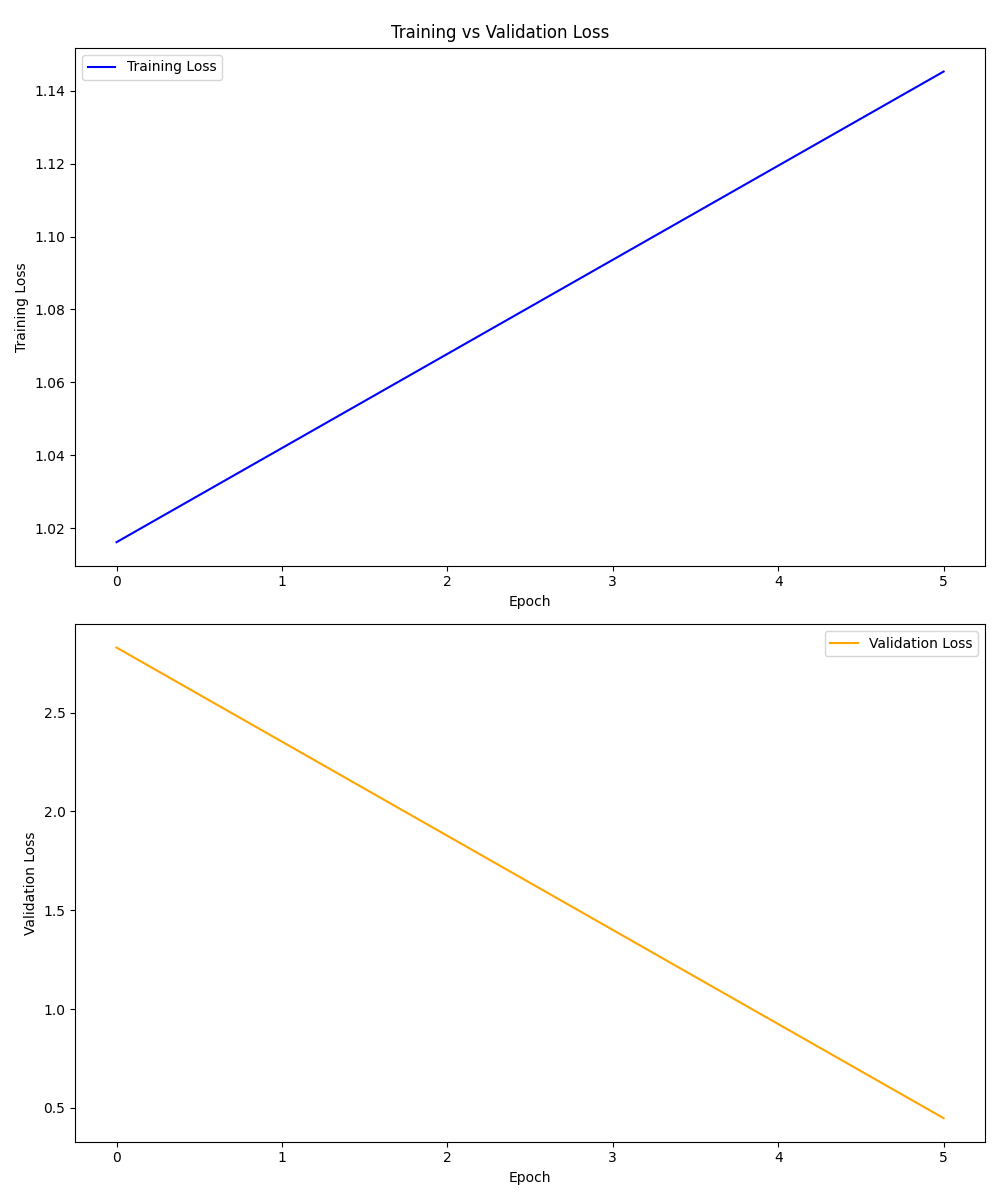 Training vs Validation Loss
Training Loss
1.14
1.12
1.10
1.08
1.06
1.04
1.02
Training Loss
0 1 2 3 4 5
Epoch
Validation Loss
2.5
2.0
1.5
1.0
0.5
Validation Loss
0 1 2 3 4 5
Epoch